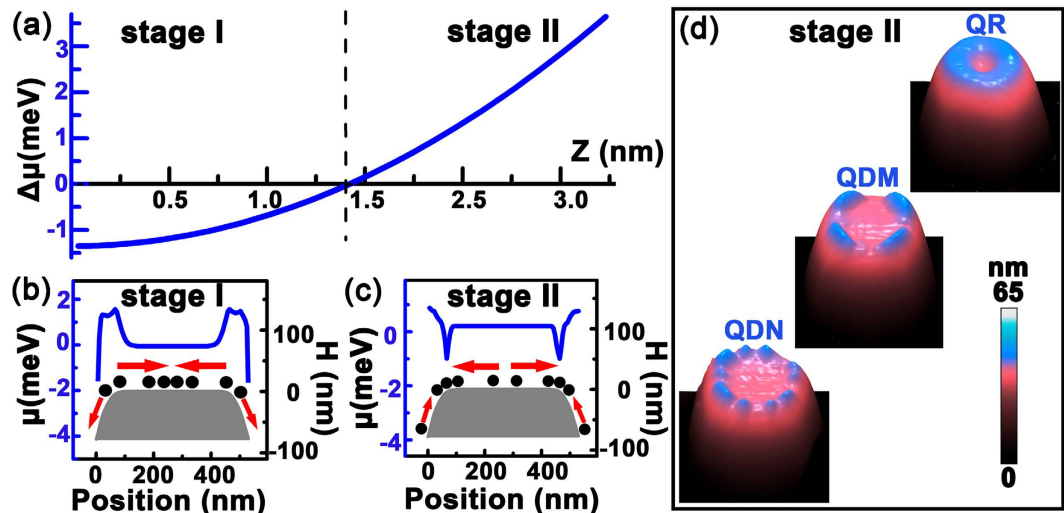 (a)
stage I
stage II
Δμ(meV)
3
2
1
0
-1
0.5
1.0
1.5
2.5
3.0
Z (nm)
(b)
stage I
μ(meV)
2
0
-2
-4
100
0
-100
H (nm)
0
200
400
Position (nm)
(c)
stage II
μ(meV)
2
0
-2
-4
100
0
-100
H (nm)
0
200
400
Position (nm)
(d)
stage II
QR
QDM
QDN
nm
65
0